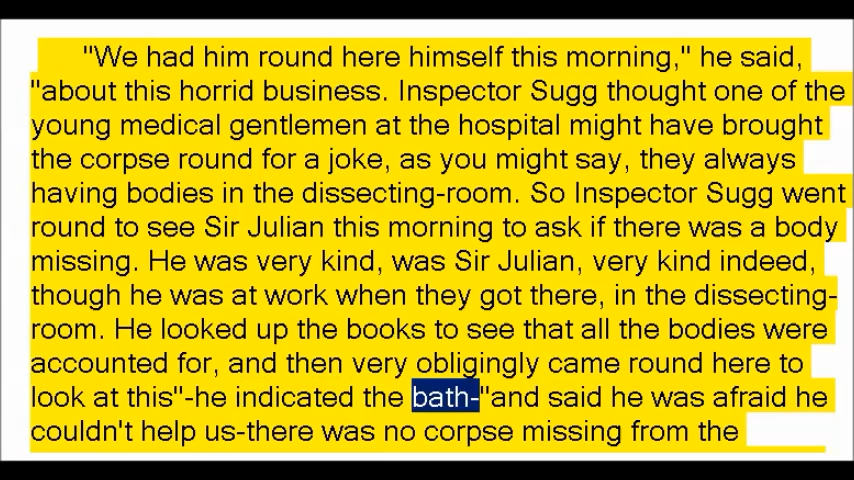 "We had him round here himself this morning," he said,
"about this horrid business. Inspector Sugg thought one of the
young medical gentlemen at the hospital might have brought
the corpse round for a joke, as you might say, they always
having bodies in the dissecting-room. So Inspector Sugg went
round to see Sir Julian this morning to ask if there was a body
missing. He was very kind, was Sir Julian, very kind indeed,
though he was at work when they got there, in the dissecting-
room. He looked up the books to see that all the bodies were
accounted for, and then very obligingly came round here to
look at this"-he indicated the bath-"and said he was afraid he
couldn't help us-there was no corpse missing from the